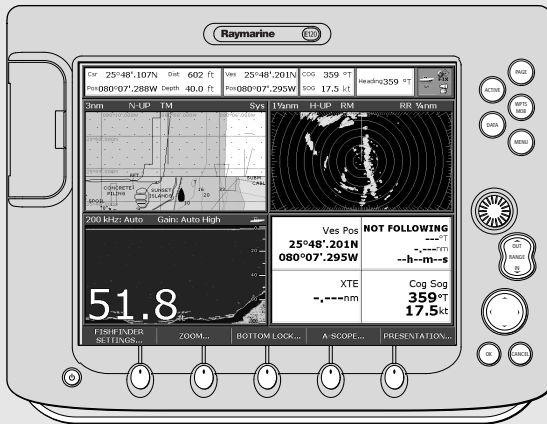 Raymarine E120
Csr 25°48'.107N Dist 602 ft
Pos 080°07'.288W Depth 40.0 ft
Ves 25°48'.201N
Pos 080°07'.295W
COG 359 °T
SOG 17.5 kt
Heading 359 °T
FIX
3nm N-UP TM Sys
1½nm H-UP RM RR ¼nm
CONCRETE
PILING
SUNSET
ISLANDS
SPOIL
200 kHz: Auto Gain: Auto High
51.8
ft
Ves Pos
25°48'.201N
080°07'.295W
NOT FOLLOWING
---°T
-.---nm
--h--m--s
XTE
-.---nm
Cog Sog
359°T
17.5kt
FISHFINDER
SETTINGS...
ZOOM...
BOTTOM LOCK...
A-SCOPE...
PRESENTATION...
PAGE
ACTIVE
WPTS
MOB
DATA
MENU
OUT
RANGE
IN
OK
CANCEL